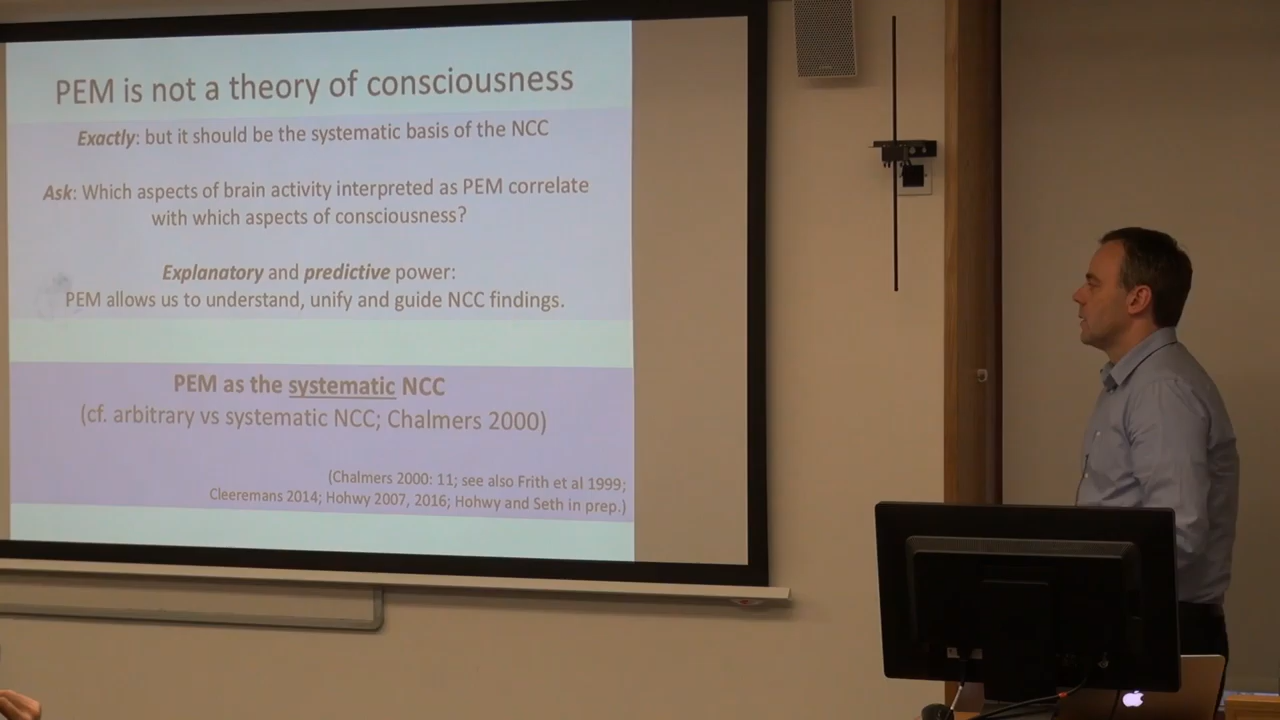 PEM is not a theory of consciousness
Exactly: but it should be the systematic basis of the NCC
Ask: Which aspects of brain activity interpreted as PEM correlate
with which aspects of consciousness?
Explanatory and predictive power:
PEM allows us to understand, unify and guide NCC findings.
PEM as the systematic NCC
(cf. arbitrary vs systematic NCC; Chalmers 2000)
(Chalmers 2000: 11; see also Frith et al 1999;
Cleeremans 2014; Hohwy 2007, 2016; Hohwy and Seth in prep.)